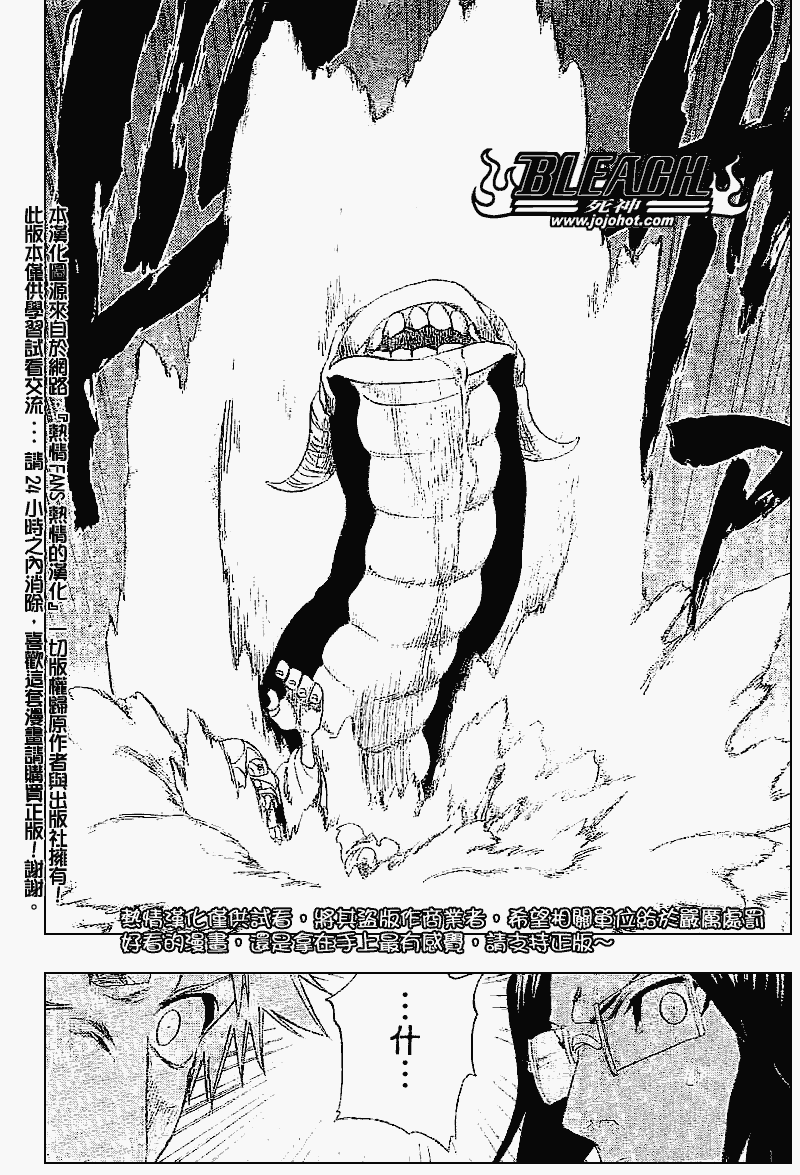 BLEACH
死神
www.jojohot.com
本漢化圖源來自於網路…『熱情FANS熱情的漢化』一切版權歸原作者與出版社擁有！
此版本僅供學習試看交流…請24小時之內消除．喜歡這套漫畫請購買正版！謝謝。
熱情漢化僅供試看，將其盜版作商業者，希望相關單位給於嚴厲處罰
好看的漫畫，還是拿在手上最有感覺，請支持正版～
…什…